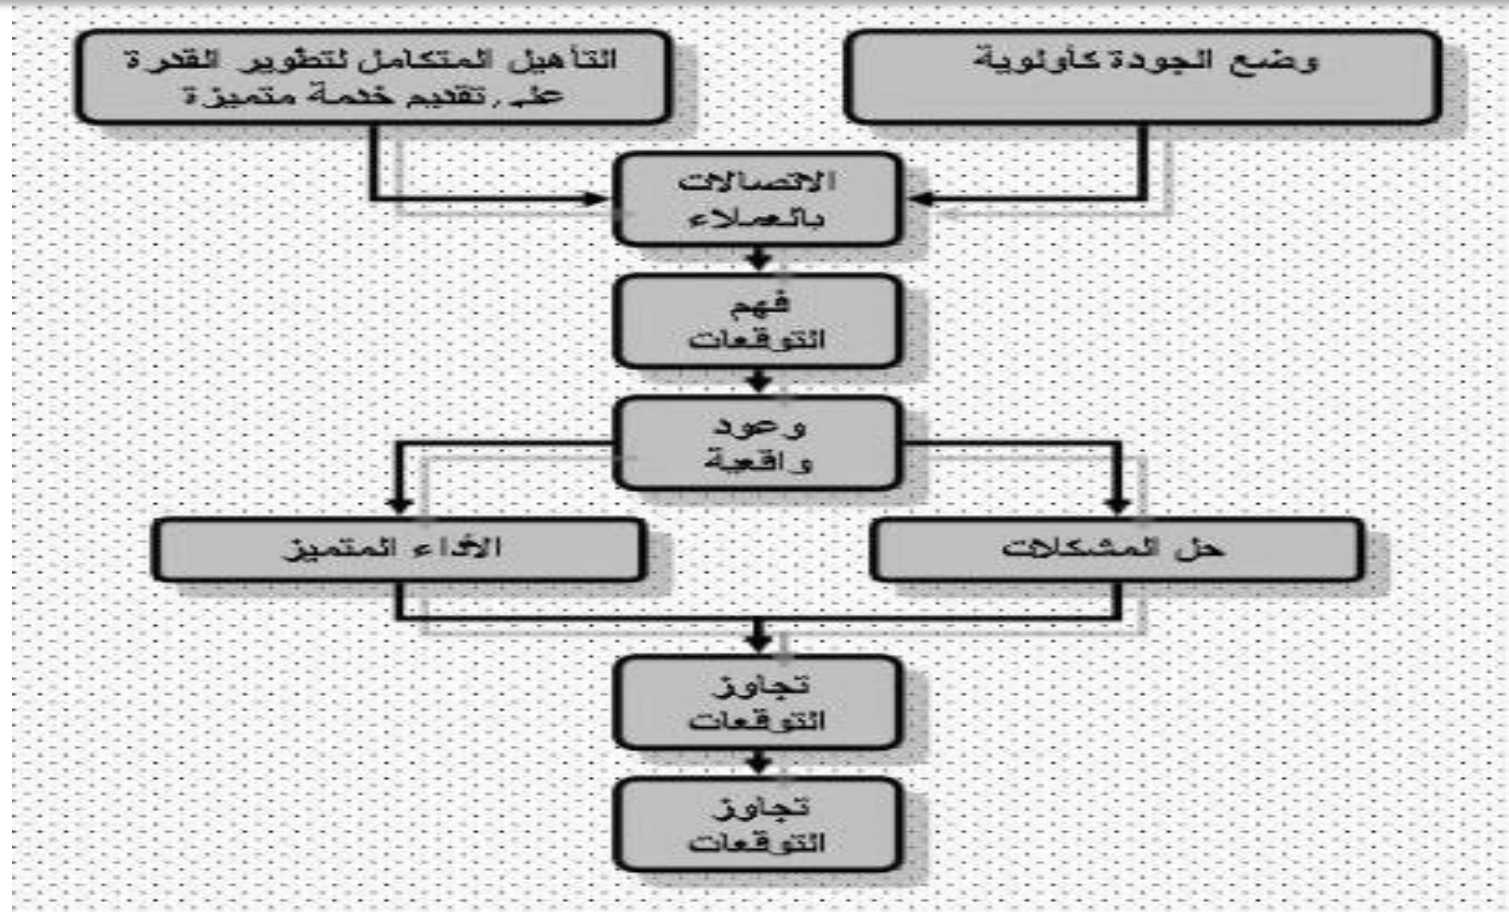 وضع الجودة كأولوية
التأهيل المتكامل لتطوير القدرة
على تقديم خدمة متميزة
الاتصالات
بالعملاء
فهم
التوقعات
وعود
واقعية
حل المشكلات
الأداء المتميز
تجاوز
التوقعات
تجاوز
التوقعات